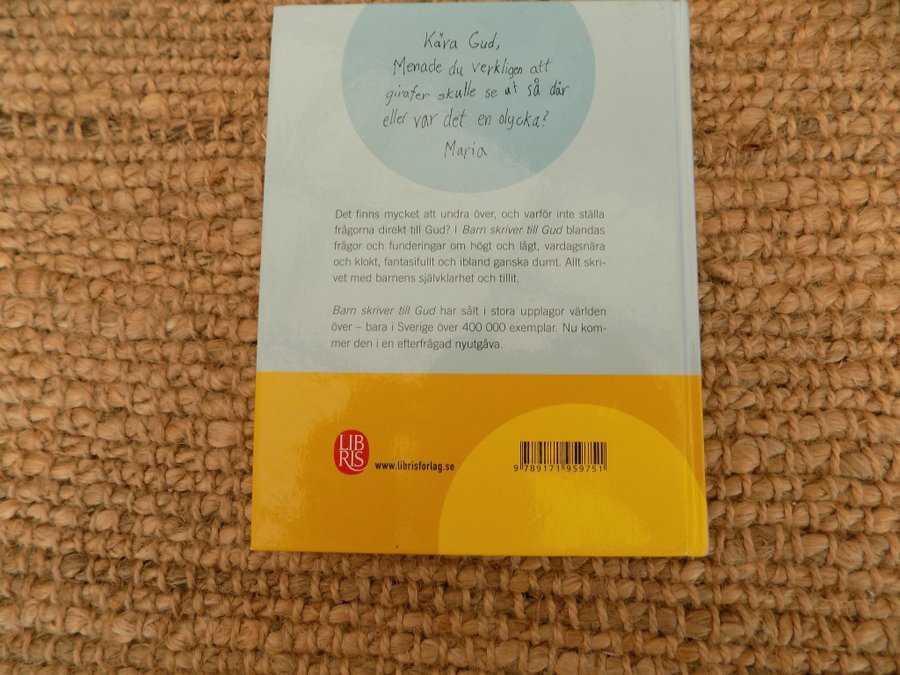 Kära Gud,
Menade du verkligen att
girafer skulle se ut så där
eller var det en olycka?
Maria
Det finns mycket att undra över, och varför inte ställa
frågorna direkt till Gud? I Barn skriver till Gud blandas
frågor och funderingar om högt och lågt, vardagsnära
och klokt, fantasifullt och ibland ganska dumt. Allt skri-
vet med barnens självklarhet och tillit.
Barn skriver till Gud har sålt i stora upplagor världen
över – bara i Sverige över 400 000 exemplar. Nu kom-
mer den i en efterfrågad nyutgåva.
LIB
RIS
www.librisforlag.se
9 789171 959751